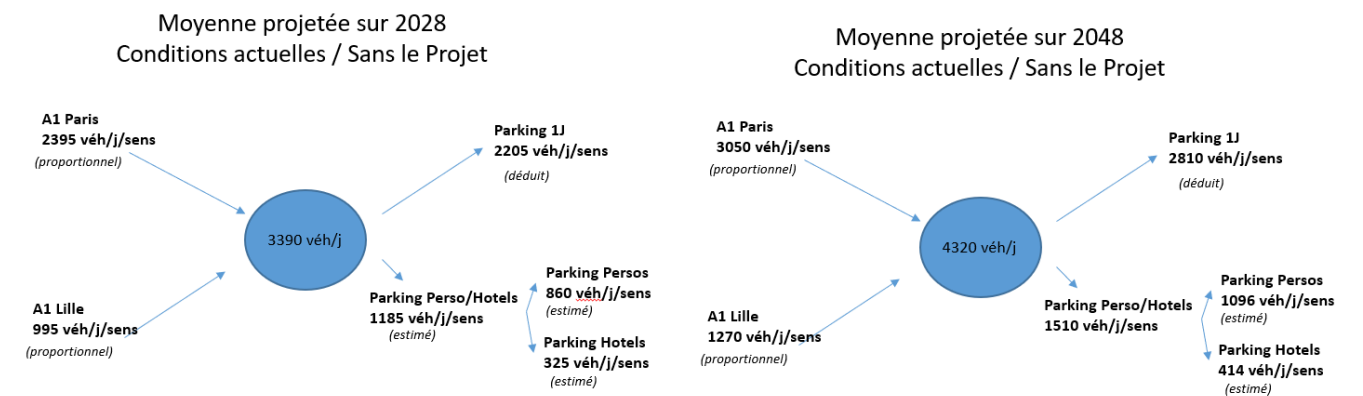 Moyenne projetée sur 2028
Conditions actuelles / Sans le Projet
A1 Paris
2395 véh/j/sens
(proportionnel)
Parking 1J
2205 véh/j/sens
(déduit)
3390 véh/j
A1 Lille
995 véh/j/sens
(proportionnel)
Parking Perso/Hotels
1185 véh/j/sens
(estimé)
Parking Persos
860 véh/j/sens
(estimé)
Parking Hotels
325 véh/j/sens
(estimé)
Moyenne projetée sur 2048
Conditions actuelles / Sans le Projet
A1 Paris
3050 véh/j/sens
(proportionnel)
Parking 1J
2810 véh/j/sens
(déduit)
4320 véh/j
A1 Lille
1270 véh/j/sens
(proportionnel)
Parking Perso/Hotels
1510 véh/j/sens
Parking Persos
1096 véh/j/sens
(estimé)
Parking Hotels
414 véh/j/sens
(estimé)